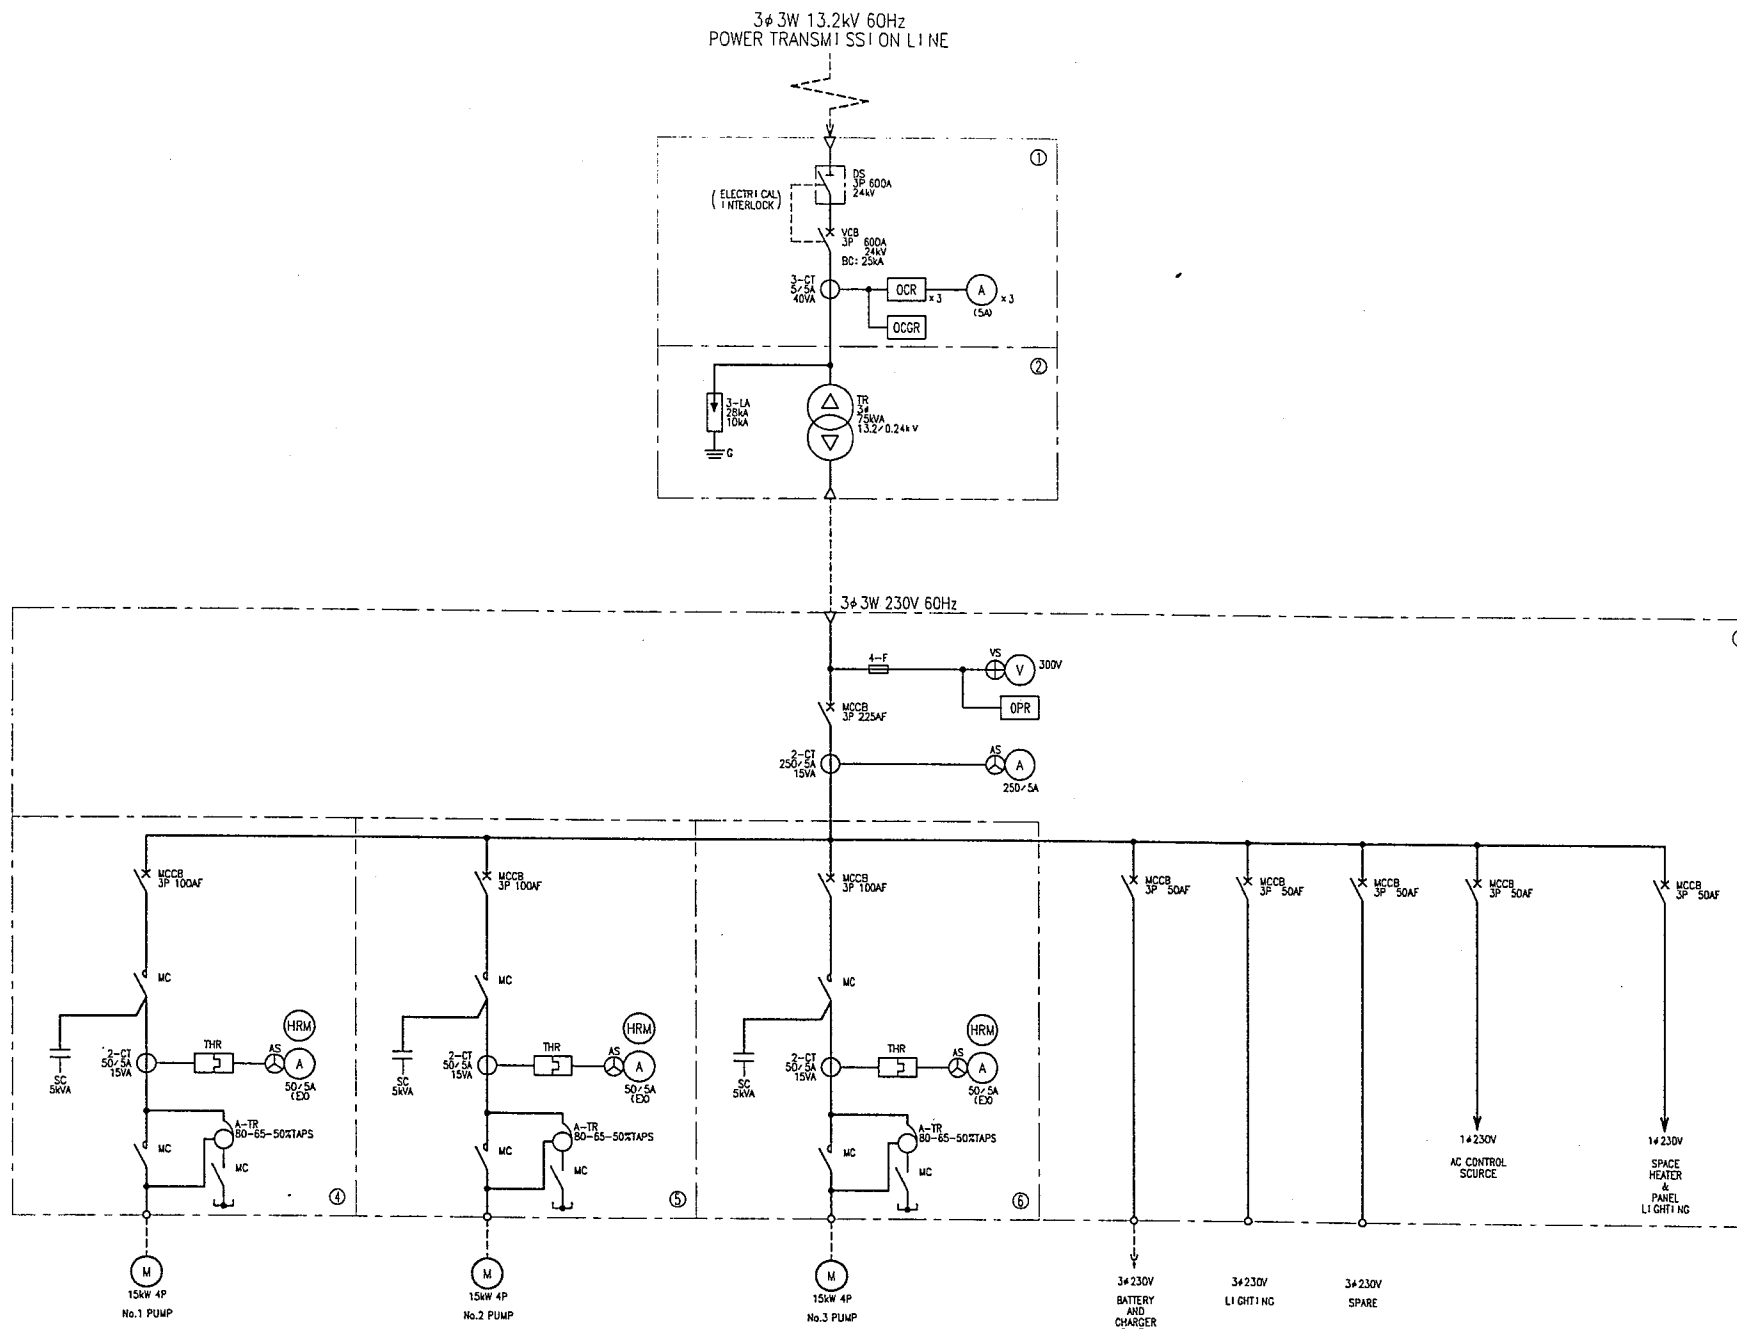 3φ3W 13.2kV 60Hz
POWER TRANSMISSION LINE
①
DS
3P 600A
24kV
(ELECTRICAL
INTERLOCK)
VCB
3P 600A
24kV
BC: 25kA
3-CT
5/5A
40VA
OCR
×3
A
×3
(5A)
OCGR
②
3-LA
28kA
10kA
G
TR
3φ
75kVA
13.2/0.24kV
3φ3W 230V 60Hz
4-F
VS
V
300V
OPR
MCCB
3P 225AF
2-CT
250/5A
15VA
AS
A
250/5A
MCCB
3P 100AF
MCCB
3P 100AF
MCCB
3P 100AF
MCCB
3P 50AF
MCCB
3P 50AF
MCCB
3P 50AF
MCCB
3P 50AF
MCCB
3P 50AF
MC
MC
MC
HRM
HRM
HRM
SC
5kVA
2-CT
50/5A
15VA
THR
AS
A
50/5A
(EX)
SC
5kVA
2-CT
50/5A
15VA
THR
AS
A
50/5A
(EX)
SC
5kVA
2-CT
50/5A
15VA
THR
AS
A
50/5A
(EX)
A-TR
80-65-50%TAPS
MC
MC
④
A-TR
80-65-50%TAPS
MC
MC
⑤
A-TR
80-65-50%TAPS
MC
MC
⑥
1φ230V
AC CONTROL
SCURCE
1φ230V
SPACE
HEATER
&
PANEL
LIGHTING
M
15kW 4P
No.1 PUMP
M
15kW 4P
No.2 PUMP
M
15kW 4P
No.3 PUMP
3φ230V
BATTERY
AND
CHARGER
3φ230V
LIGHTING
3φ230V
SPARE